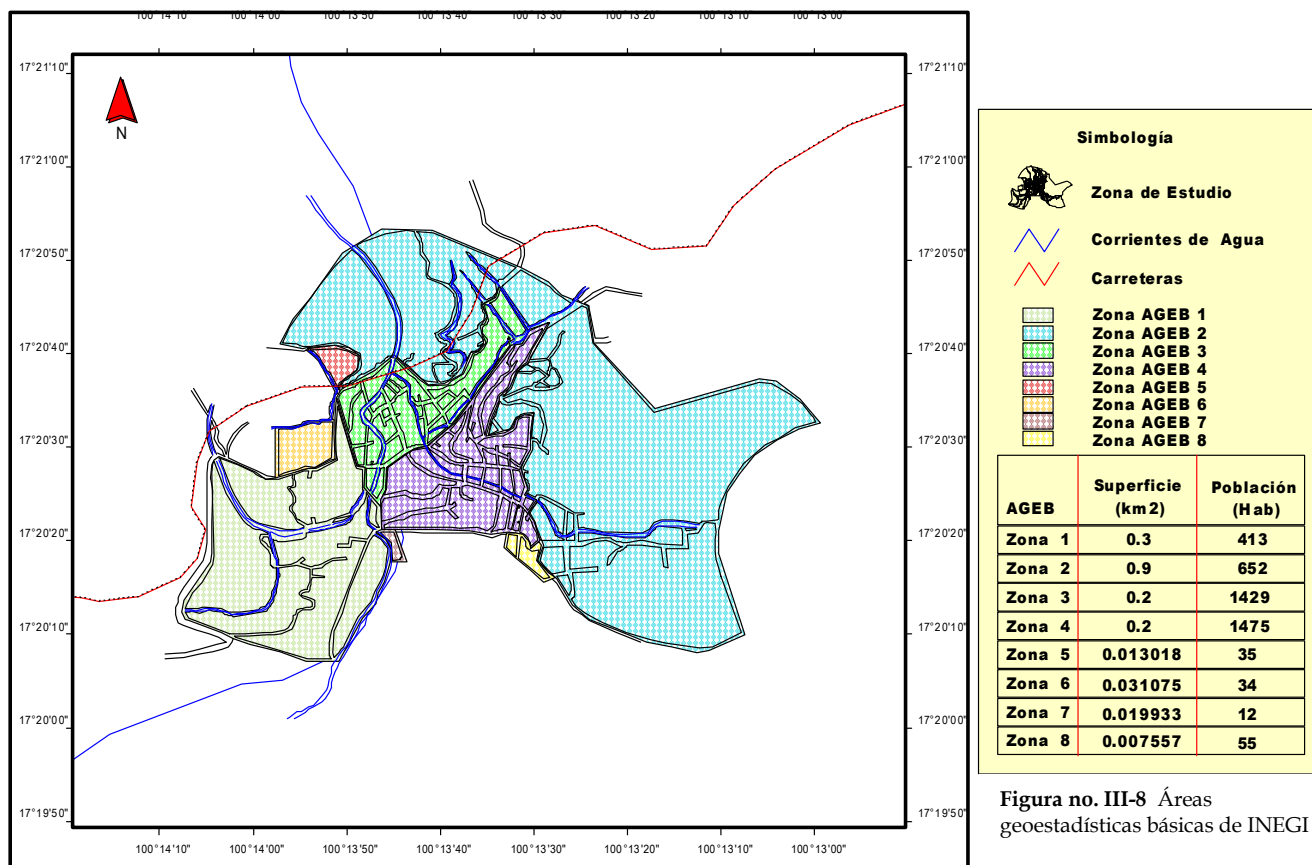 100°14'10" 100°14'00" 100°13'50" 100°13'40" 100°13'30" 100°13'20" 100°13'10" 100°13'00"
17°21'10" 17°21'10"
N
17°21'00" 17°21'00"
17°20'50" 17°20'50"
17°20'40" 17°20'40"
17°20'30" 17°20'30"
17°20'20" 17°20'20"
17°20'10" 17°20'10"
17°20'00" 17°20'00"
17°19'50" 17°19'50"
100°14'10" 100°14'00" 100°13'50" 100°13'40" 100°13'30" 100°13'20" 100°13'10" 100°13'00"
Simbología
Zona de Estudio
Corrientes de Agua
Carreteras
Zona AGEB 1
Zona AGEB 2
Zona AGEB 3
Zona AGEB 4
Zona AGEB 5
Zona AGEB 6
Zona AGEB 7
Zona AGEB 8
AGEB Superficie (km2) Población (Hab)
Zona 1 0.3 413
Zona 2 0.9 652
Zona 3 0.2 1429
Zona 4 0.2 1475
Zona 5 0.013018 35
Zona 6 0.031075 34
Zona 7 0.019933 12
Zona 8 0.007557 55
Figura no. III-8 Áreas
geoestadísticas básicas de INEGI